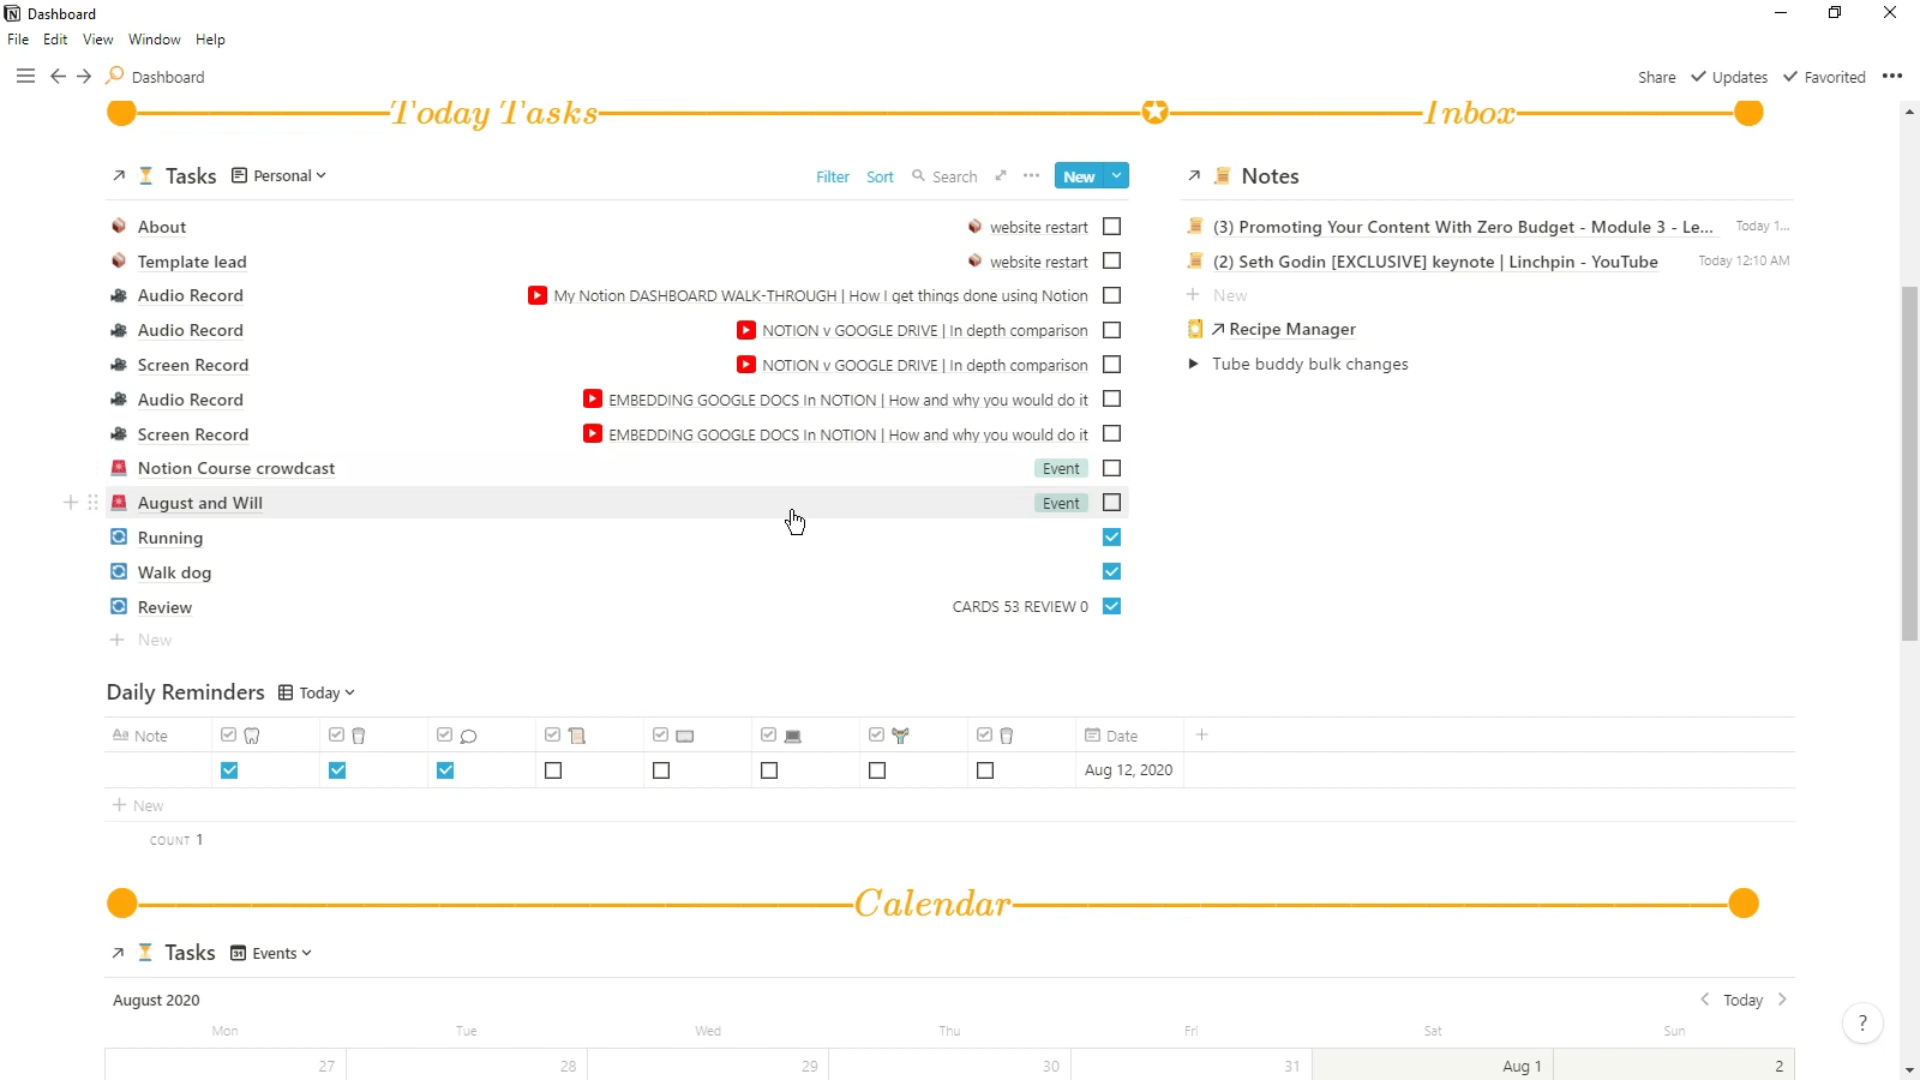 Dashboard
File Edit View Window Help
Dashboard
Share Updates Favorited
Today Tasks Inbox
Tasks Personal
Filter Sort Search New
Notes
About website restart
Template lead website restart
Audio Record My Notion DASHBOARD WALK-THROUGH | How I get things done using Notion
Audio Record NOTION v GOOGLE DRIVE | In depth comparison
Screen Record NOTION v GOOGLE DRIVE | In depth comparison
Audio Record EMBEDDING GOOGLE DOCS In NOTION | How and why you would do it
Screen Record EMBEDDING GOOGLE DOCS In NOTION | How and why you would do it
Notion Course crowdcast Event
August and Will Event
Running
Walk dog
Review CARDS 53 REVIEW 0
+ New
(3) Promoting Your Content With Zero Budget - Module 3 - Le... Today 1...
(2) Seth Godin [EXCLUSIVE] keynote | Linchpin - YouTube Today 12:10 AM
+ New
Recipe Manager
Tube buddy bulk changes
Daily Reminders Today
Aa Note Date +
Aug 12, 2020
+ New
COUNT 1
Calendar
Tasks 31 Events
August 2020 < Today >
Mon Tue Wed Thu Fri Sat Sun
27 28 29 30 31 Aug 1 2
?